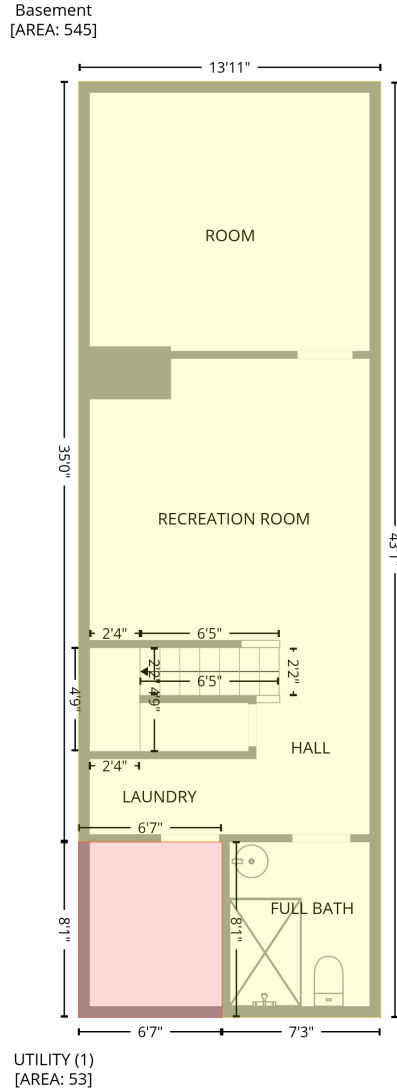 Basement
[AREA: 545]
13'11"
ROOM
35'0"
RECREATION ROOM
2'4"
6'5"
2'2"
2'2"
6'5"
4'9"
4'9"
HALL
2'4"
LAUNDRY
6'7"
FULL BATH
8'1"
8'1"
6'7"
7'3"
UTILITY (1)
[AREA: 53]